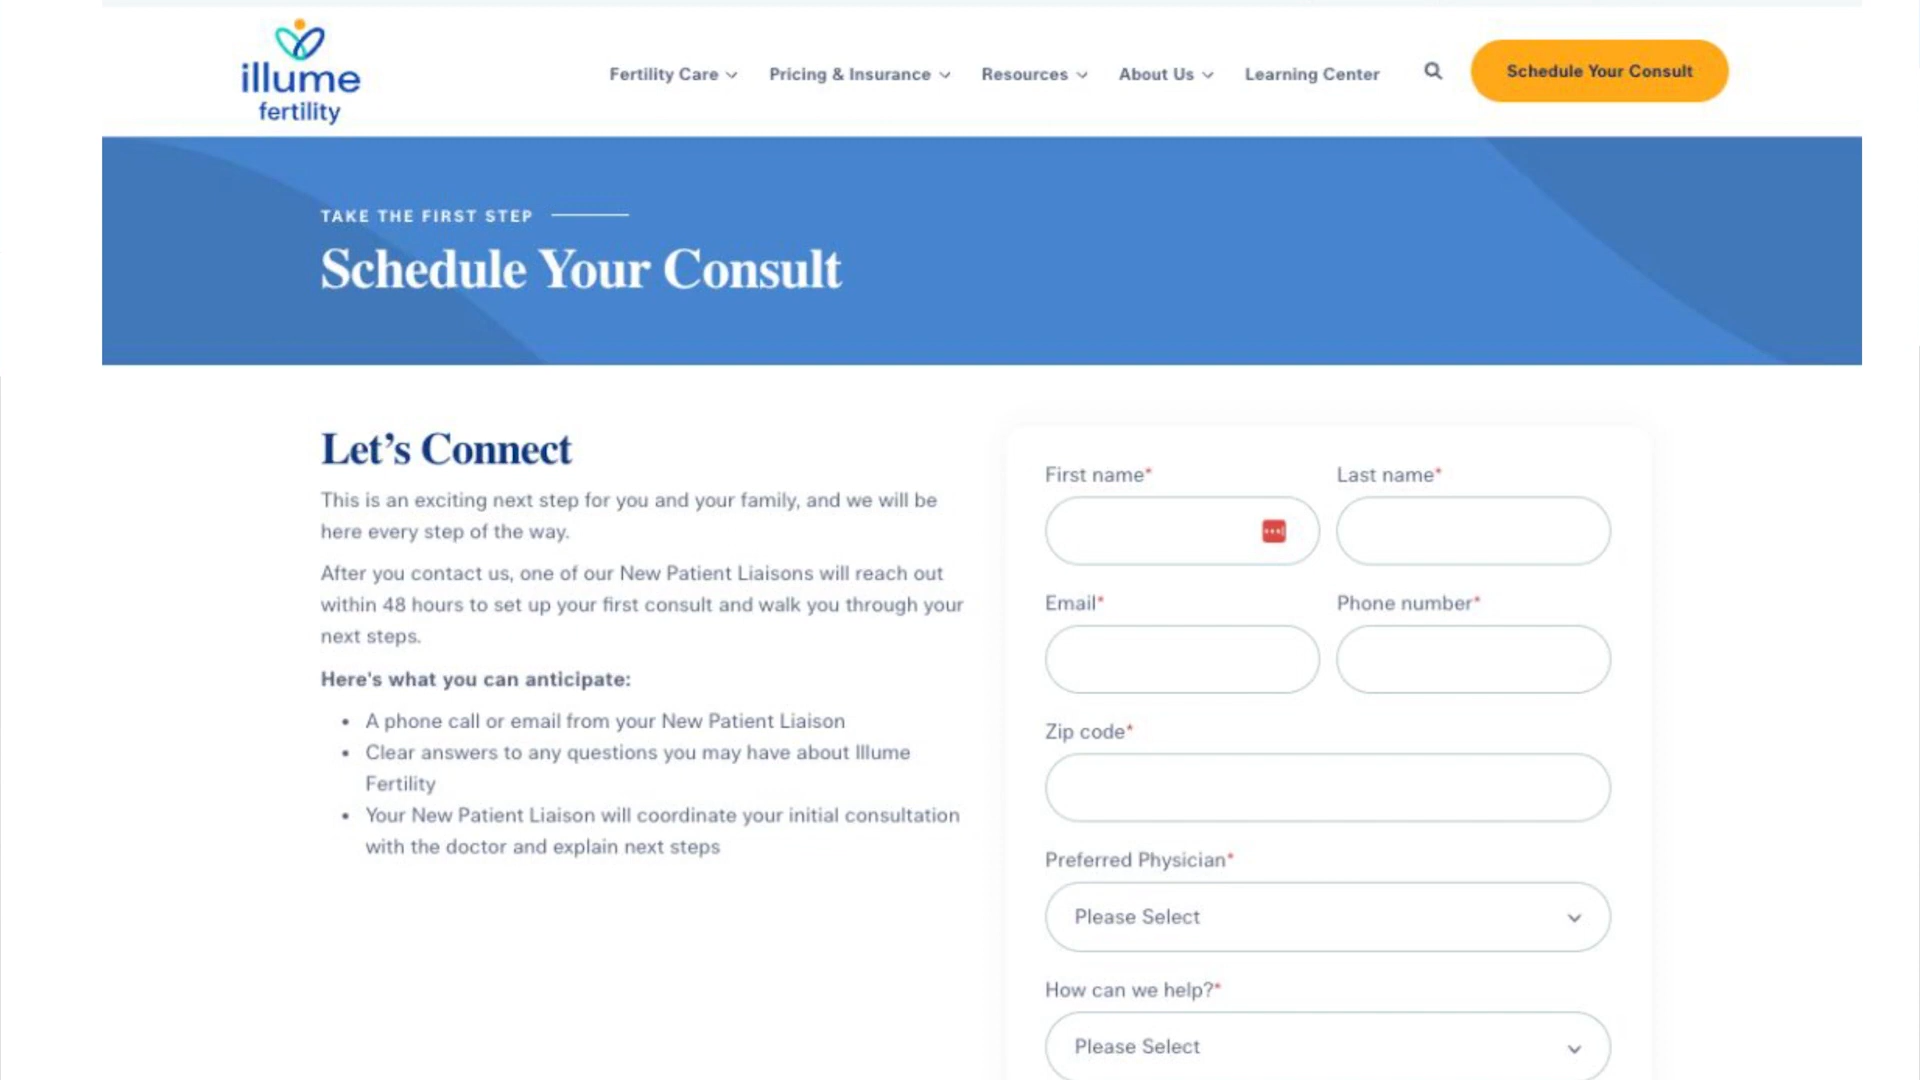 illume
fertility
Fertility Care
Pricing & Insurance
Resources
About Us
Learning Center
Schedule Your Consult
TAKE THE FIRST STEP
Schedule Your Consult
Let’s Connect
This is an exciting next step for you and your family, and we will be
here every step of the way.
After you contact us, one of our New Patient Liaisons will reach out
within 48 hours to set up your first consult and walk you through your
next steps.
Here's what you can anticipate:
• A phone call or email from your New Patient Liaison
• Clear answers to any questions you may have about Illume
Fertility
• Your New Patient Liaison will coordinate your initial consultation
with the doctor and explain next steps
First name*
Last name*
Email*
Phone number*
Zip code*
Preferred Physician*
Please Select
How can we help?*
Please Select